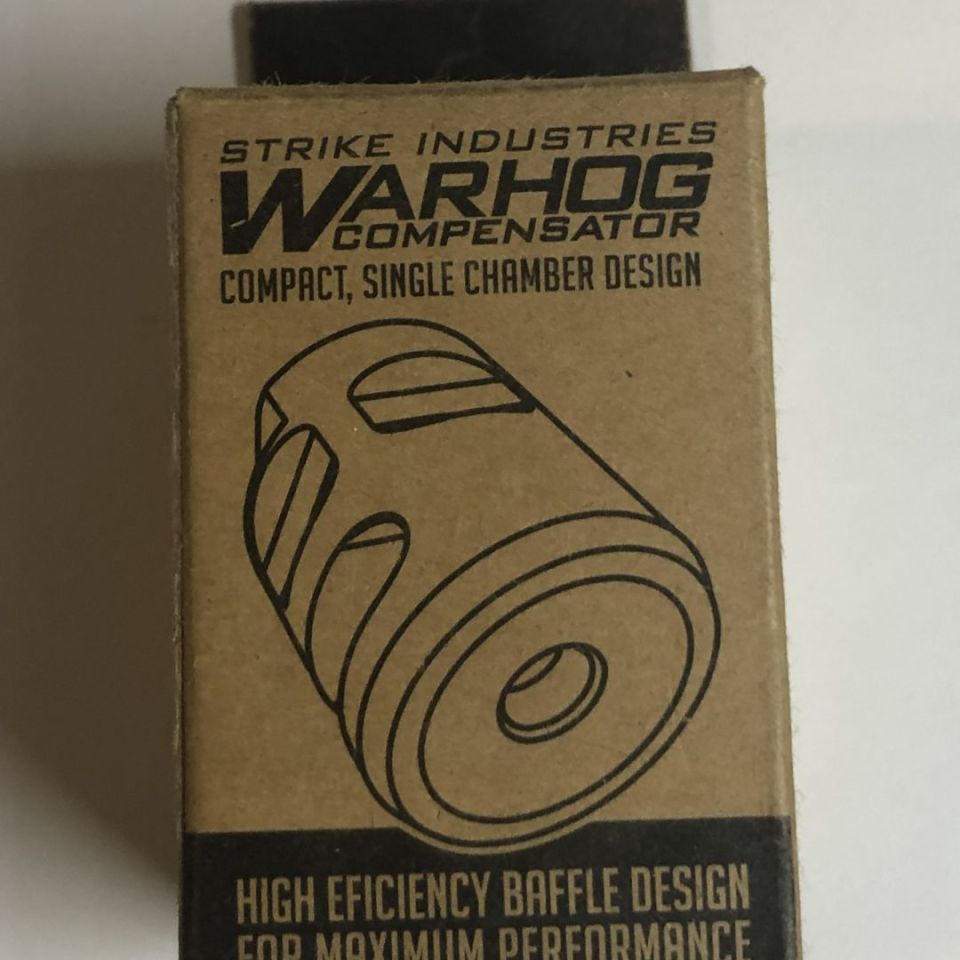 STRIKE INDUSTRIES
WARHOG
COMPENSATOR
COMPACT, SINGLE CHAMBER DESIGN
HIGH EFICIENCY BAFFLE DESIGN
FOR MAXIMUM PERFORMANCE